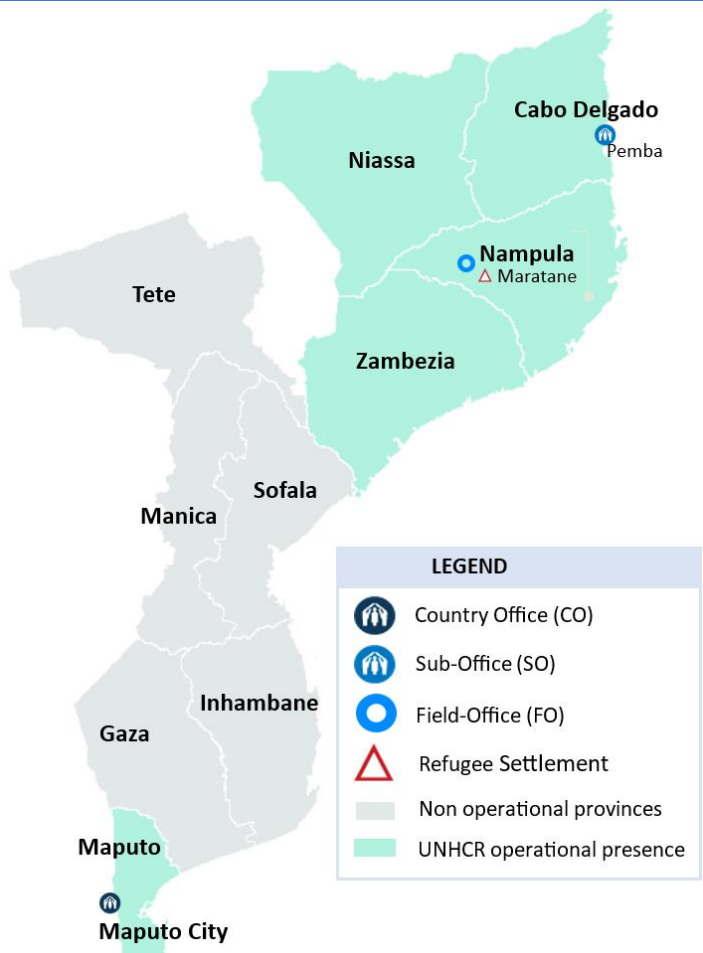 Cabo Delgado
Pemba
Niassa
Nampula
Maratane
Tete
Zambezia
Sofala
Manica
Inhambane
Gaza
Maputo
Maputo City
LEGEND
Country Office (CO)
Sub-Office (SO)
Field-Office (FO)
Refugee Settlement
Non operational provinces
UNHCR operational presence